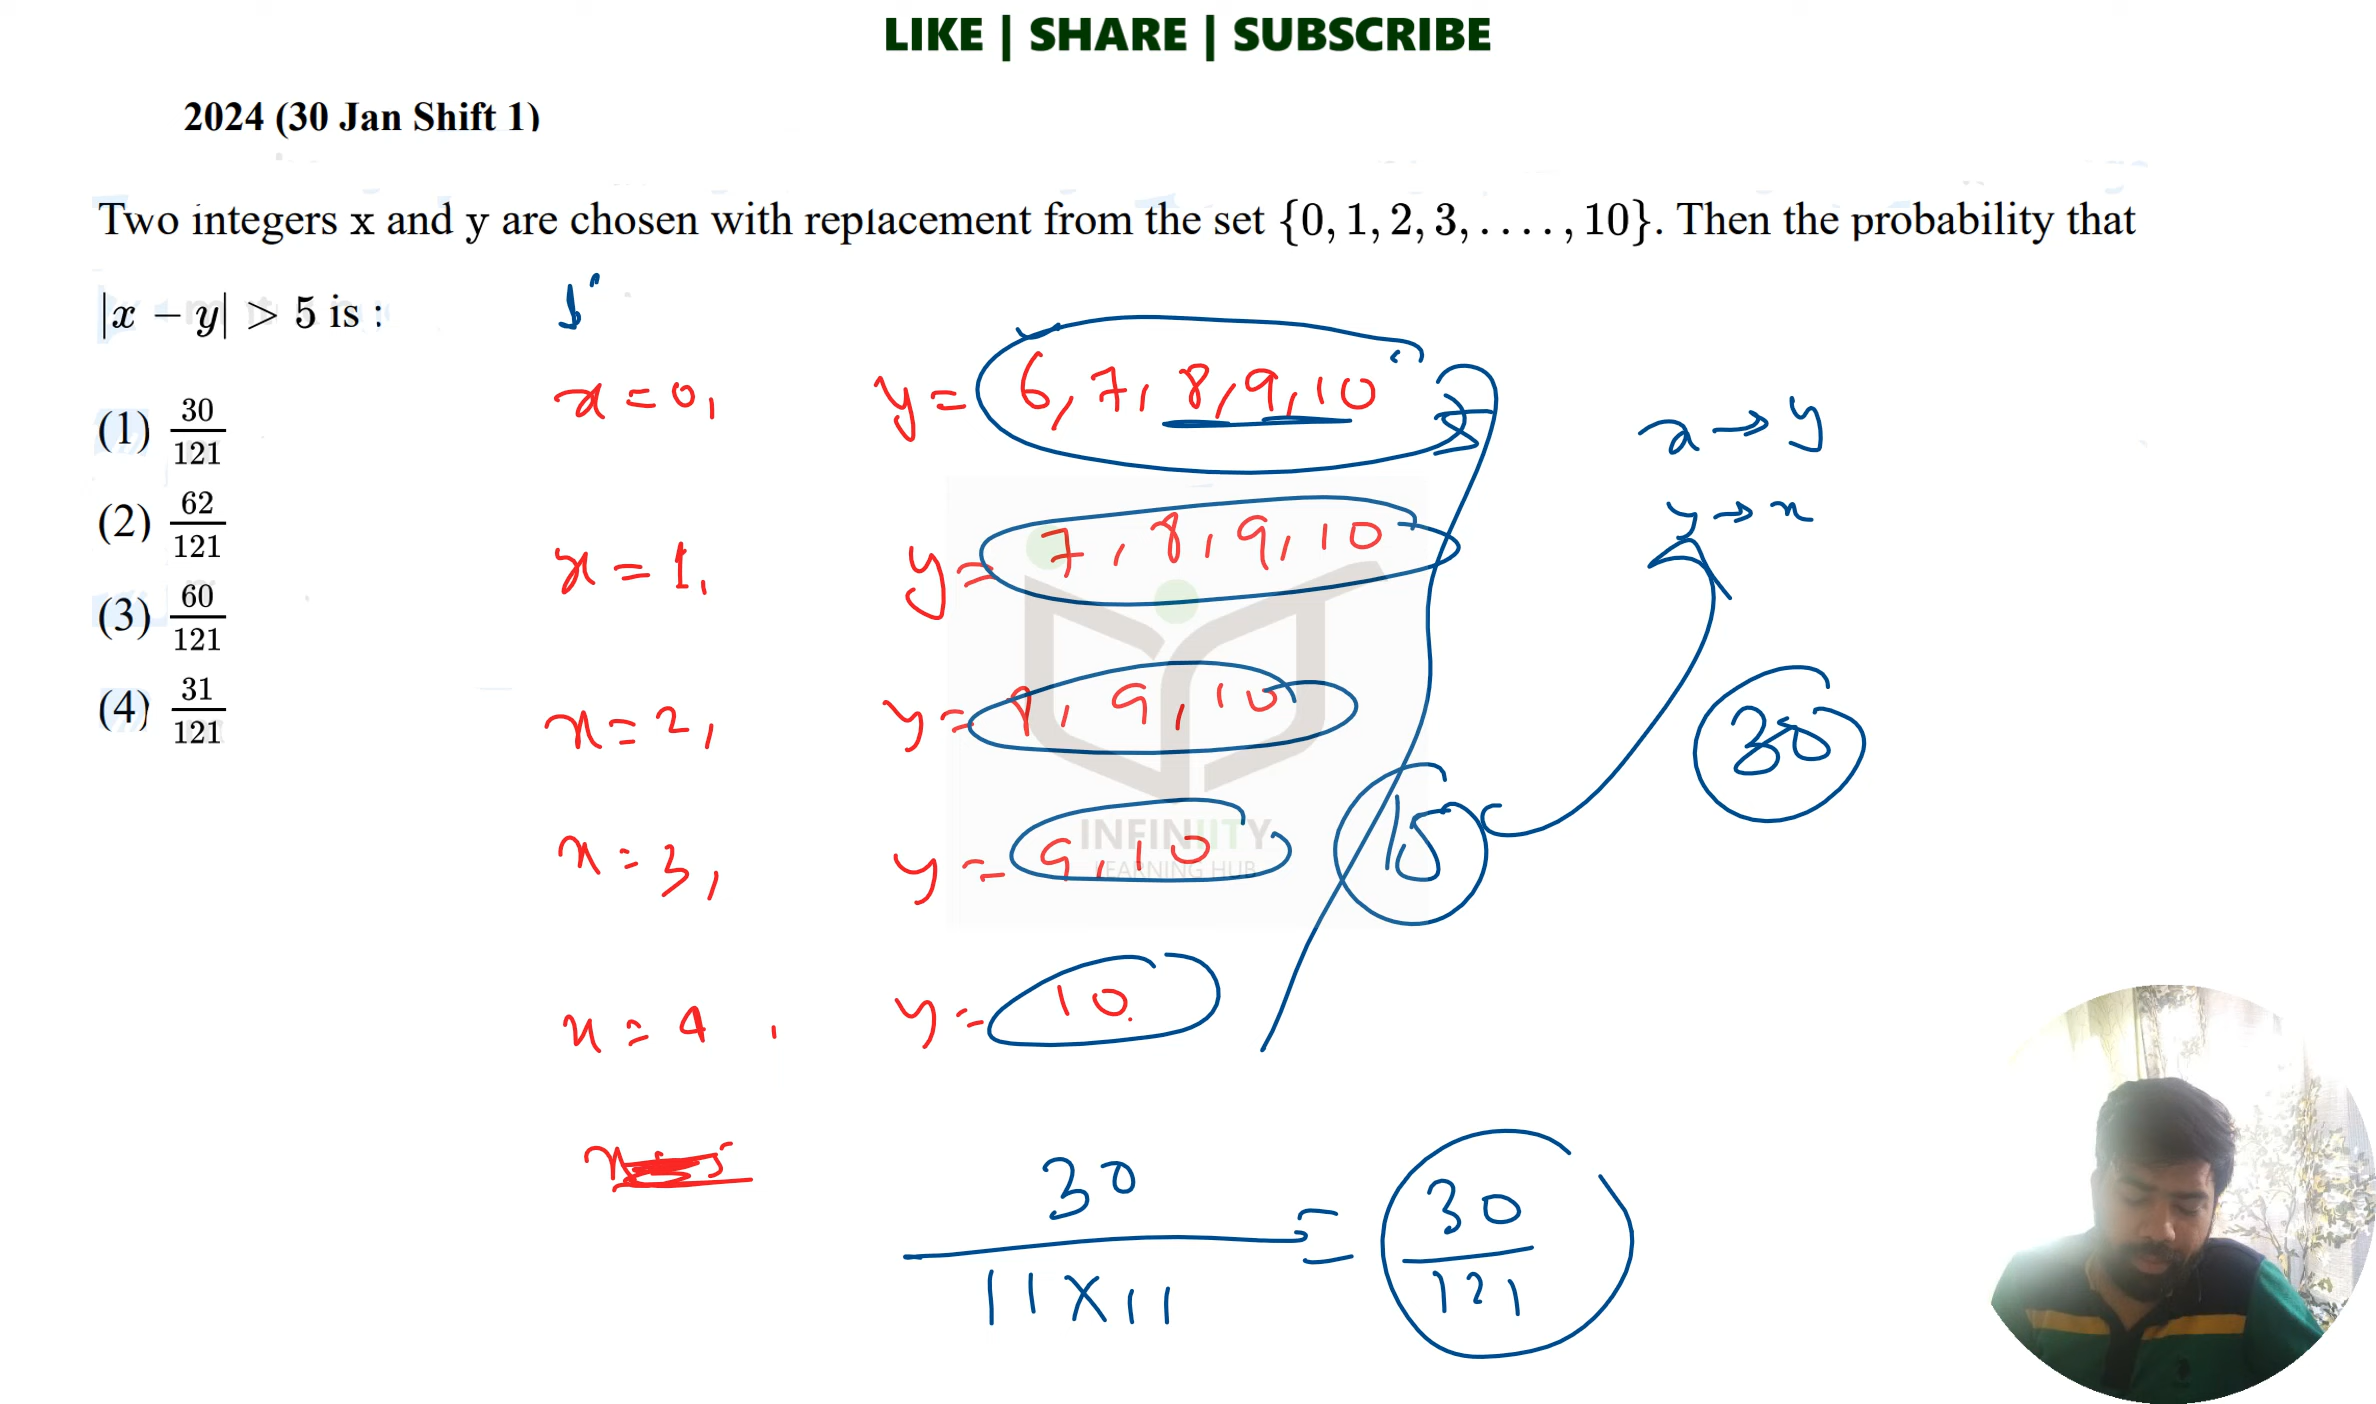 LIKE | SHARE | SUBSCRIBE
2024 (30 Jan Shift 1)
Two integers x and y are chosen with replacement from the set {0, 1, 2, 3, . . . . , 10}. Then the probability that
|x − y| > 5 is :
(1) 30/121
(2) 62/121
(3) 60/121
(4) 31/121
x = 0, y = 6, 7, 8, 9, 10
x = 1, y = 7, 8, 9, 10
x = 2, y = 8, 9, 10
x = 3, y = 9, 10
x = 4, y = 10
x → y
y → x
15
30
30/11×11 = 30/121
INFINIITY
LEARNING HUB